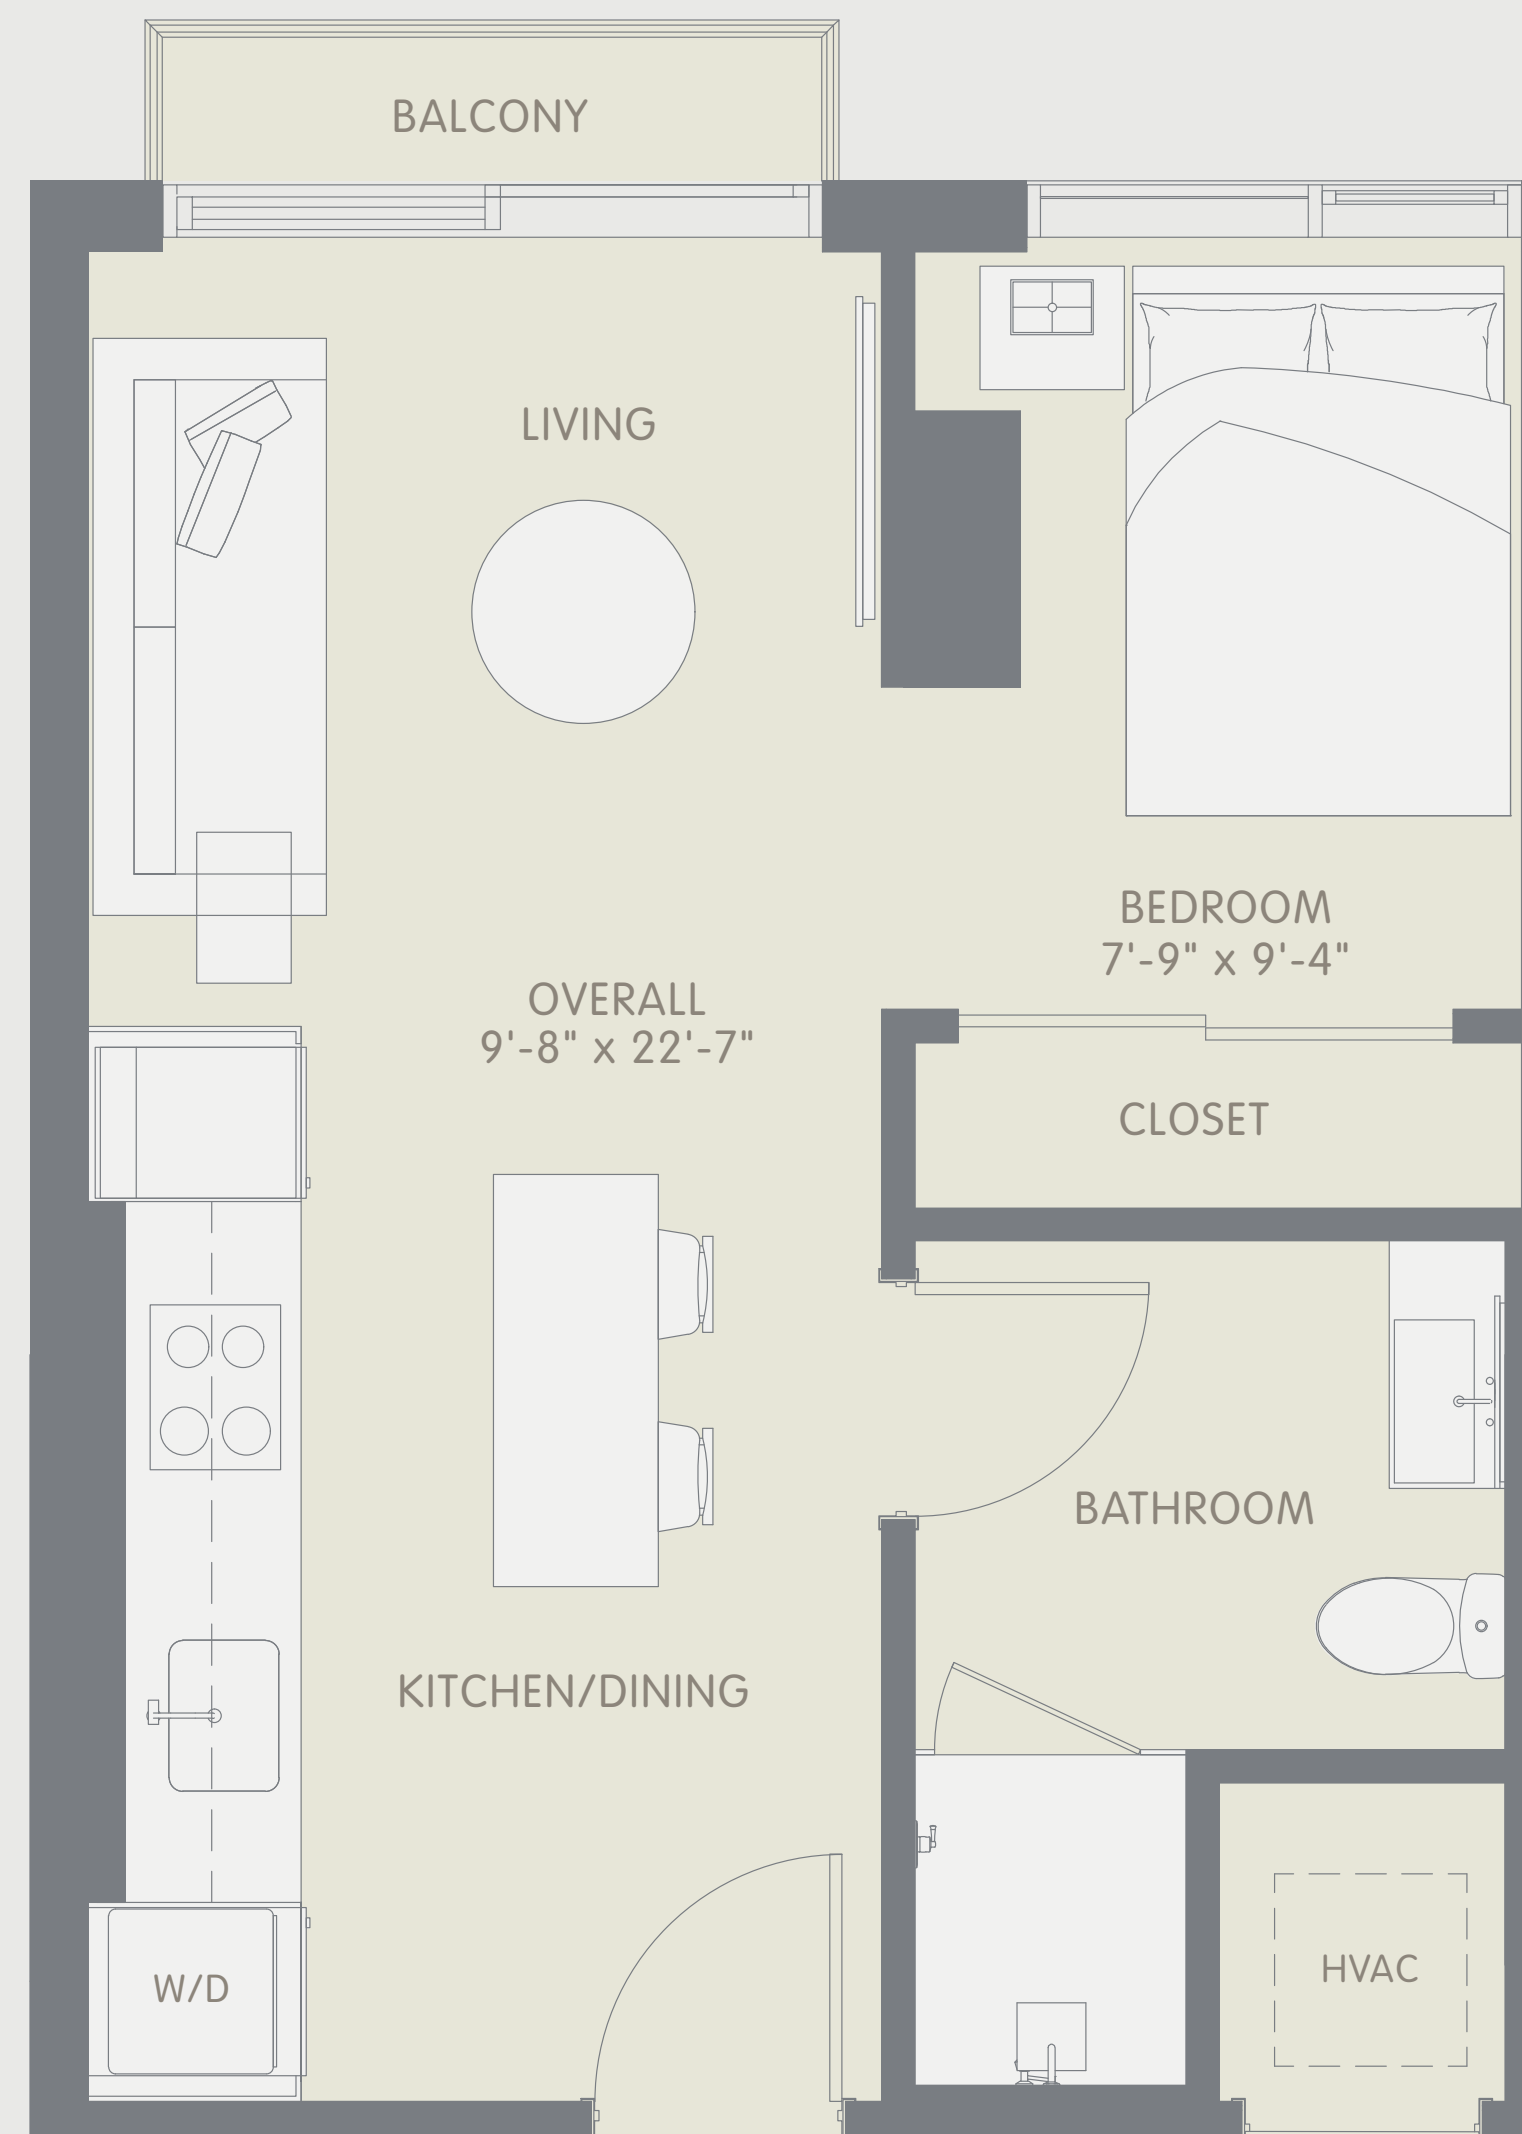 BALCONY
LIVING
BEDROOM
7'-9" x 9'-4"
OVERALL
9'-8" x 22'-7"
CLOSET
BATHROOM
KITCHEN/DINING
HVAC
W/D